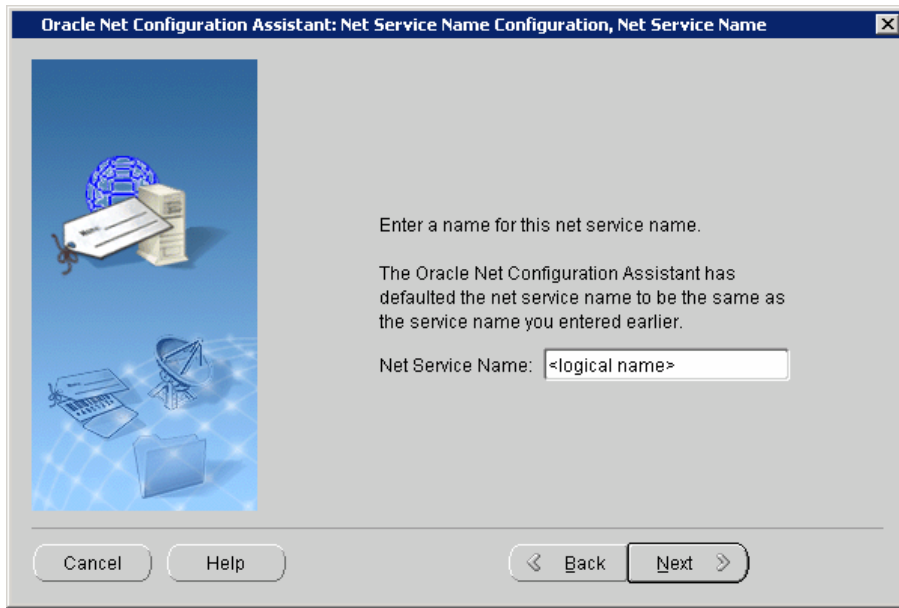 Oracle Net Configuration Assistant: Net Service Name Configuration, Net Service Name
Enter a name for this net service name.
The Oracle Net Configuration Assistant has
defaulted the net service name to be the same as
the service name you entered earlier.
Net Service Name: <logical name>
Cancel
Help
Back
Next